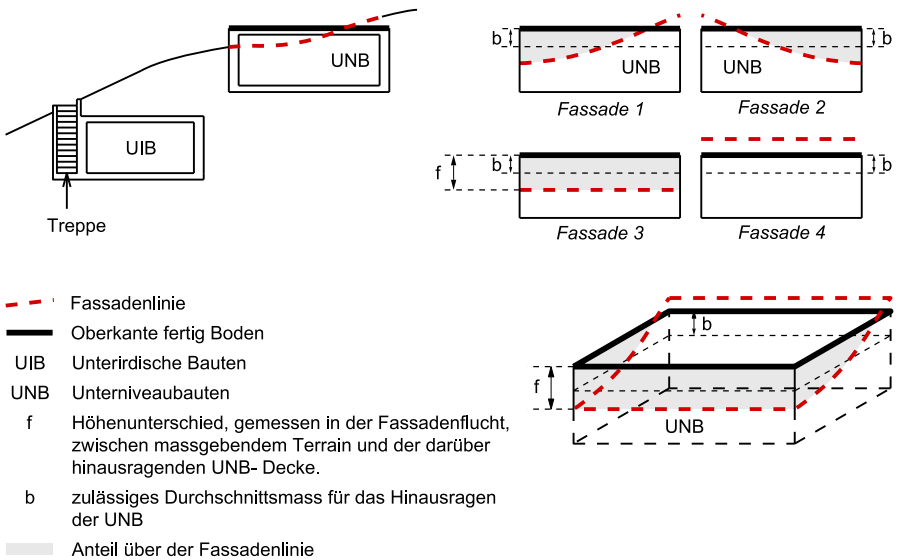 UNB
UIB
Treppe
b
UNB
Fassade 1
b
UNB
Fassade 2
f
b
Fassade 3
b
Fassade 4
Fassadenlinie
Oberkante fertig Boden
UIB Unterirdische Bauten
UNB Unterniveaubauten
f Höhenunterschied, gemessen in der Fassadenflucht,
zwischen massgebendem Terrain und der darüber
hinausragenden UNB- Decke.
b zulässiges Durchschnittsmass für das Hinausragen
der UNB
Anteil über der Fassadenlinie
b
f
UNB